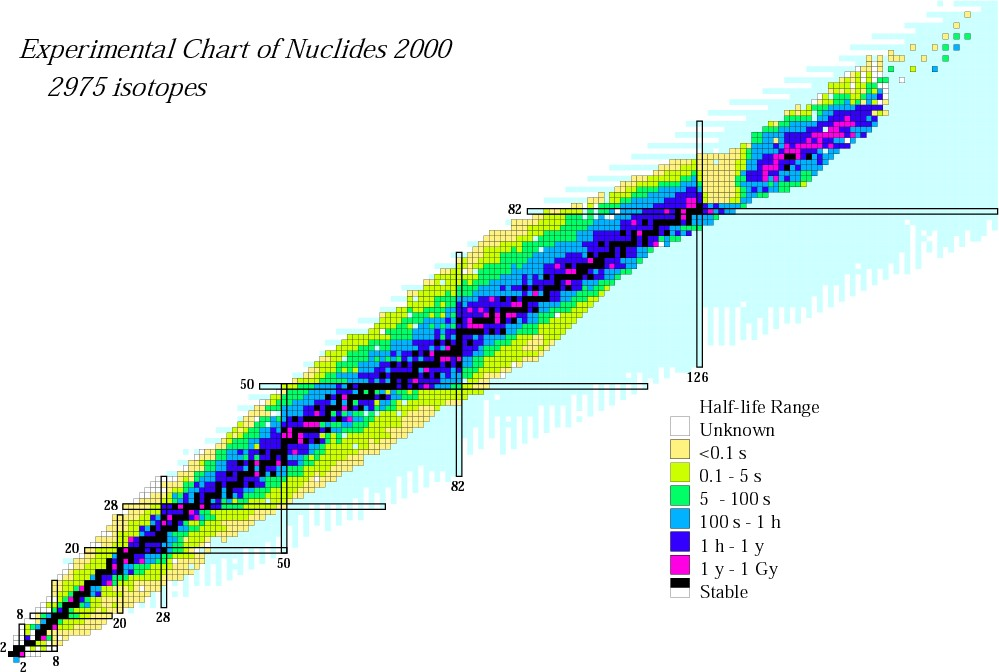 Experimental Chart of Nuclides 2000
2975 isotopes
82
126
50
82
28
20
50
8
20
28
2
8
2
Half-life Range
Unknown
<0.1 s
0.1 - 5 s
5 - 100 s
100 s - 1 h
1 h - 1 y
1 y - 1 Gy
Stable